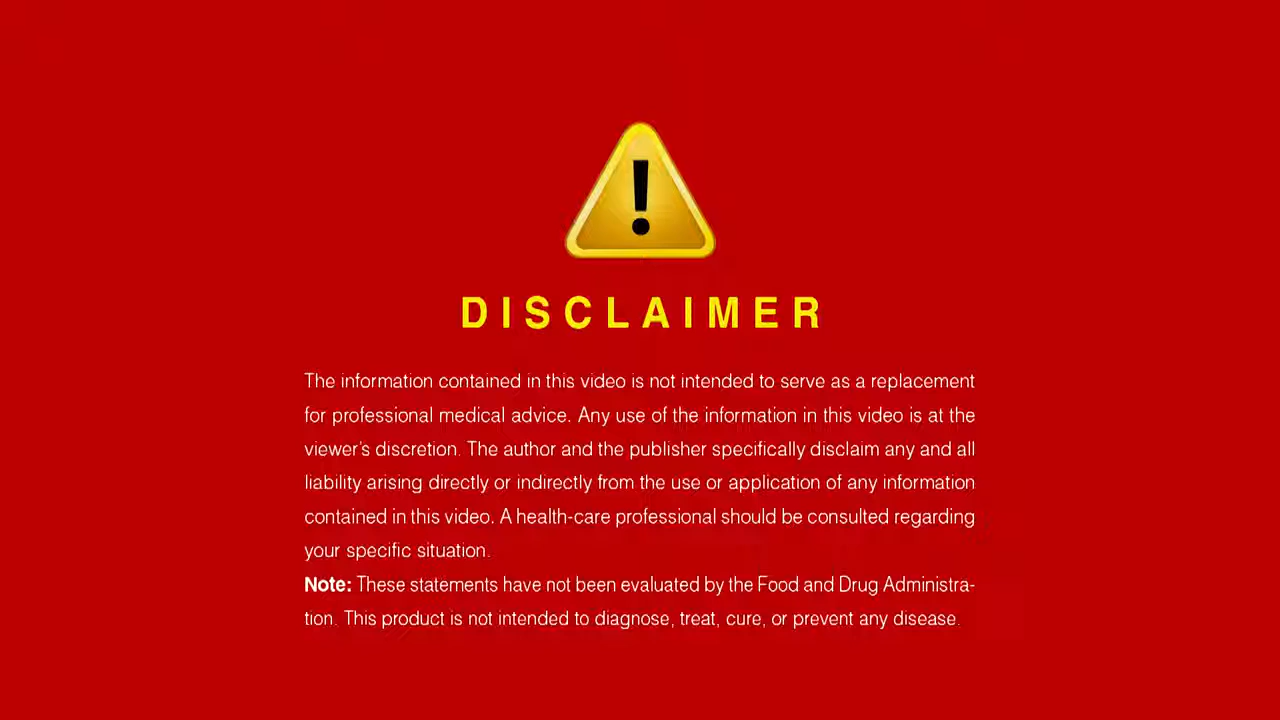 !
DISCLAIMER
The information contained in this video is not intended to serve as a replacement
for professional medical advice. Any use of the information in this video is at the
viewer's discretion. The author and the publisher specifically disclaim any and all
liability arising directly or indirectly from the use or application of any information
contained in this video. A health-care professional should be consulted regarding
your specific situation.
Note: These statements have not been evaluated by the Food and Drug Administra-
tion. This product is not intended to diagnose, treat, cure, or prevent any disease.